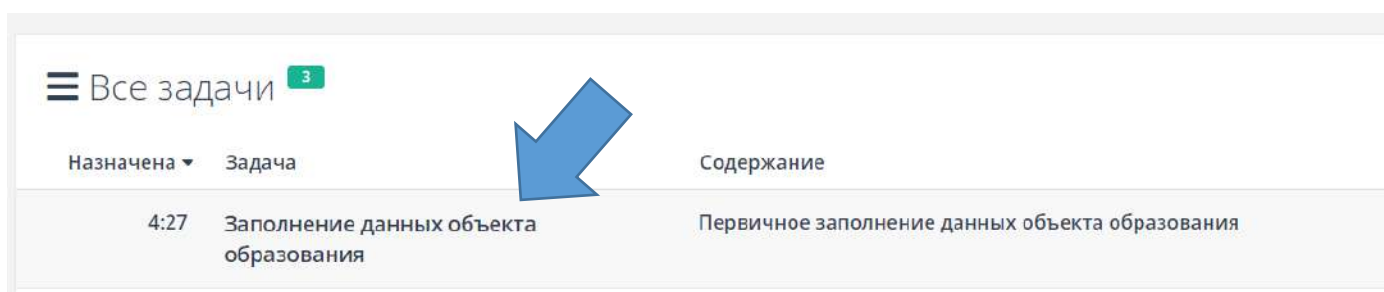 Все задачи 3
Назначена Задача Содержание
4:27 Заполнение данных объекта Первичное заполнение данных объекта образования
образования